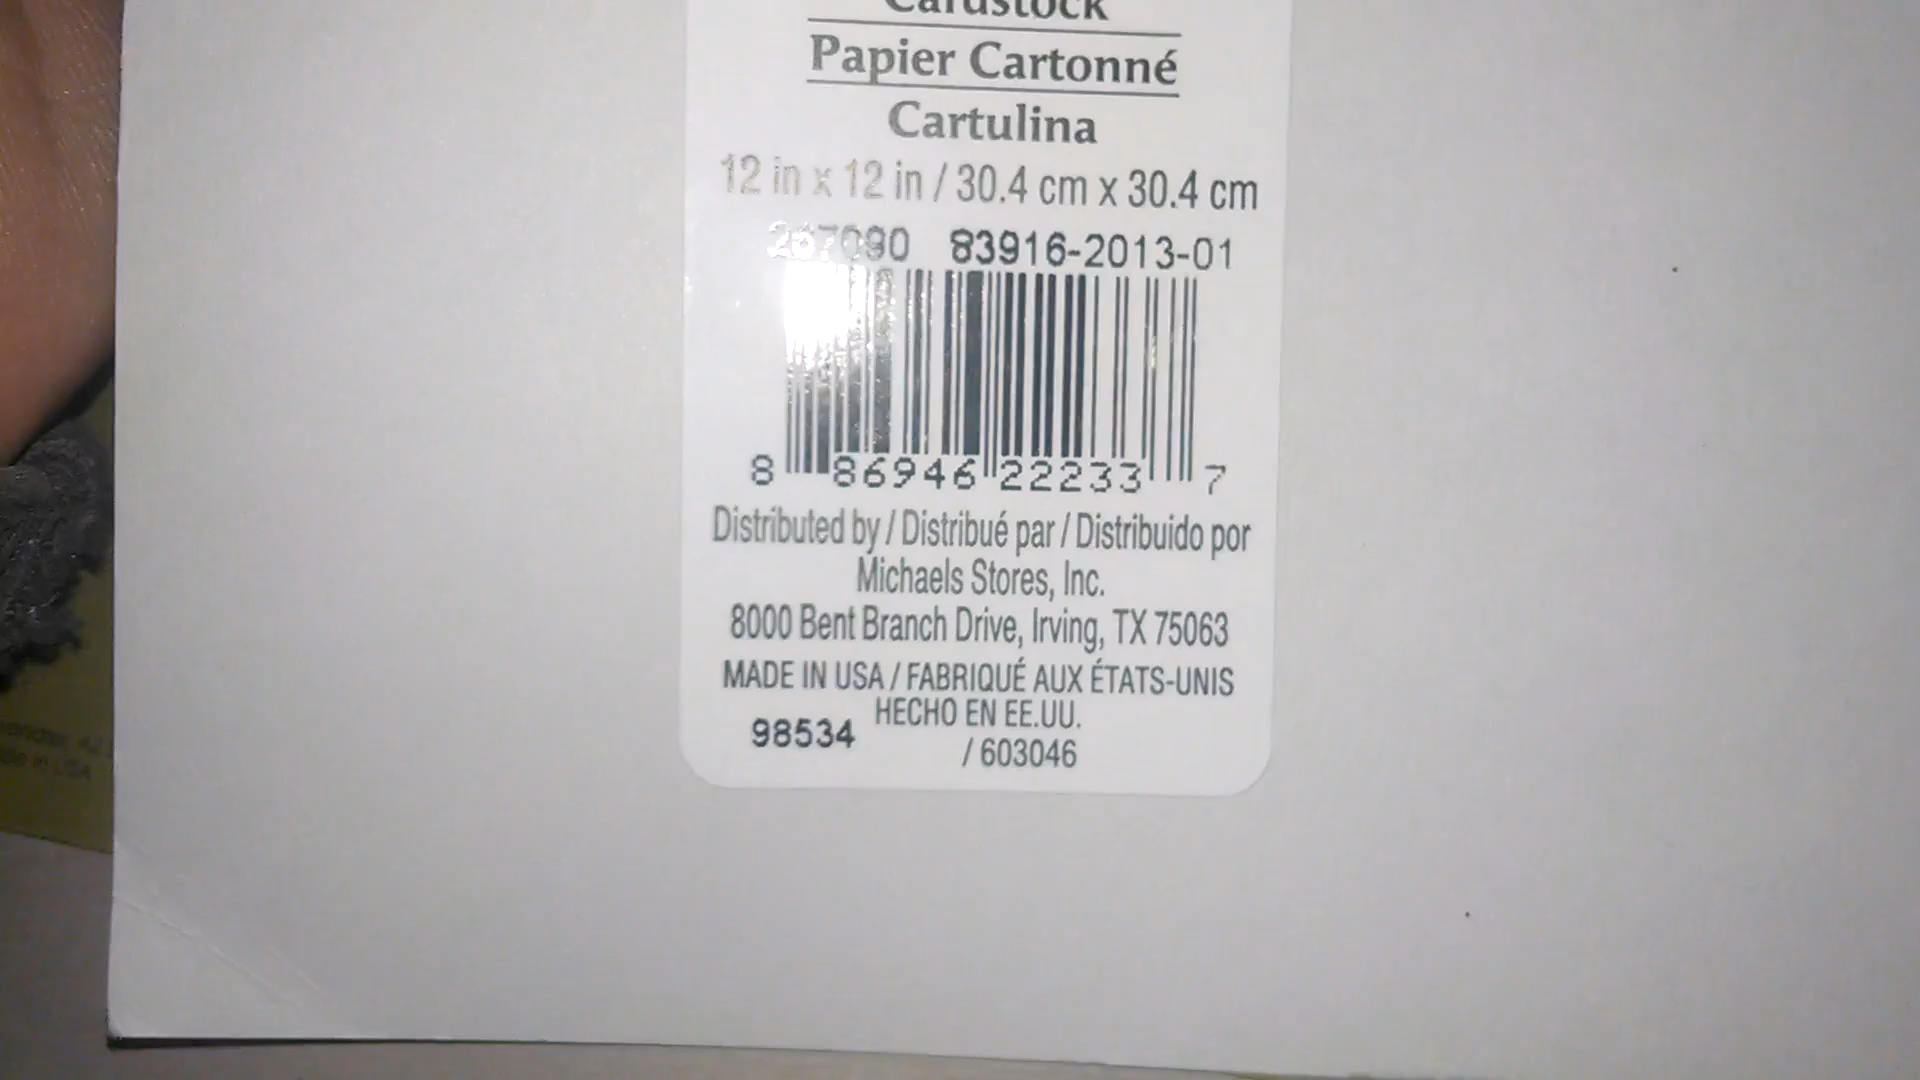 Cardstock
Papier Cartonné
Cartulina
12 in x 12 in / 30.4 cm x 30.4 cm
267090 83916-2013-01
8 86946 22233 7
Distributed by / Distribué par / Distribuido por
Michaels Stores, Inc.
8000 Bent Branch Drive, Irving, TX 75063
MADE IN USA / FABRIQUÉ AUX ÉTATS-UNIS
HECHO EN EE.UU.
98534 / 603046